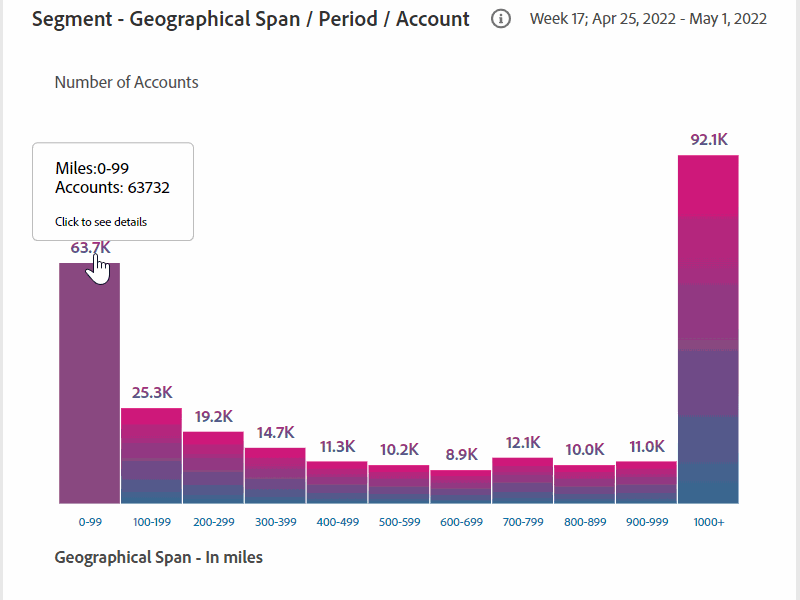 Segment - Geographical Span / Period / Account
Week 17; Apr 25, 2022 - May 1, 2022
Number of Accounts
92.1K
Miles:0-99
Accounts: 63732
Click to see details
63.7K
25.3K
19.2K
14.7K
11.3K
10.2K
8.9K
12.1K
10.0K
11.0K
0-99
100-199
200-299
300-399
400-499
500-599
600-699
700-799
800-899
900-999
1000+
Geographical Span - In miles